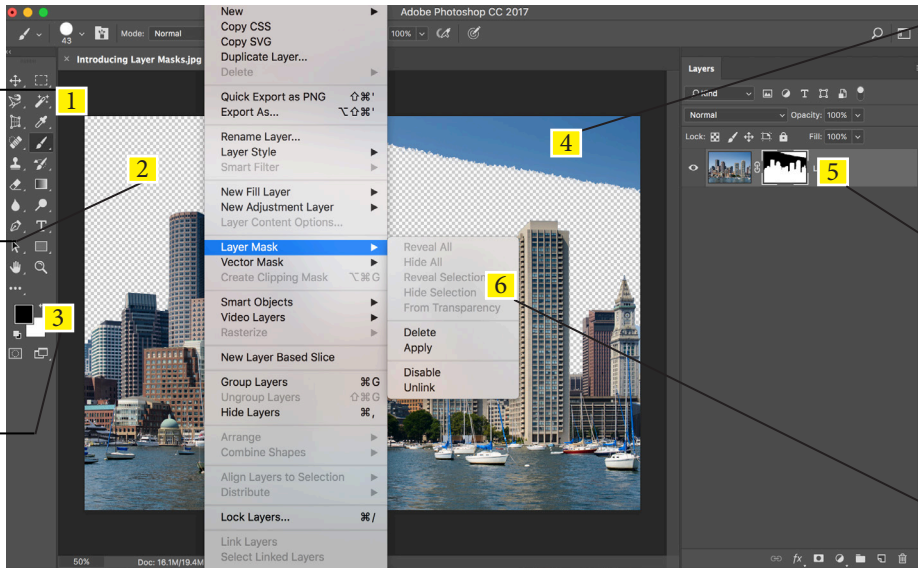 New
Adobe Photoshop CC 2017
Copy CSS
Copy SVG
43
Mode: Normal
100%
Duplicate Layer...
× Introducing Layer Masks.jpg
Delete
Layers
Quick Export as PNG ⇧⌘'
Export As... ⌥⇧⌘'
Kind
T
1
Normal
Opacity: 100%
Rename Layer...
Layer Style
Smart Filter
Lock:
Fill: 100%
4
2
5
New Fill Layer
New Adjustment Layer
Layer Content Options...
T
Layer Mask
Reveal All
Vector Mask
Hide All
Create Clipping Mask ⌥⌘G
Reveal Selection
6
Hide Selection
Smart Objects
From Transparency
Video Layers
3
Rasterize
Delete
Apply
New Layer Based Slice
Disable
Group Layers ⌘G
Unlink
Ungroup Layers ⇧⌘G
Hide Layers ⌘,
Arrange
Combine Shapes
Align Layers to Selection
Distribute
Lock Layers... ⌘/
Link Layers
Select Linked Layers
50%
Doc: 16.1M/19.4M
fx